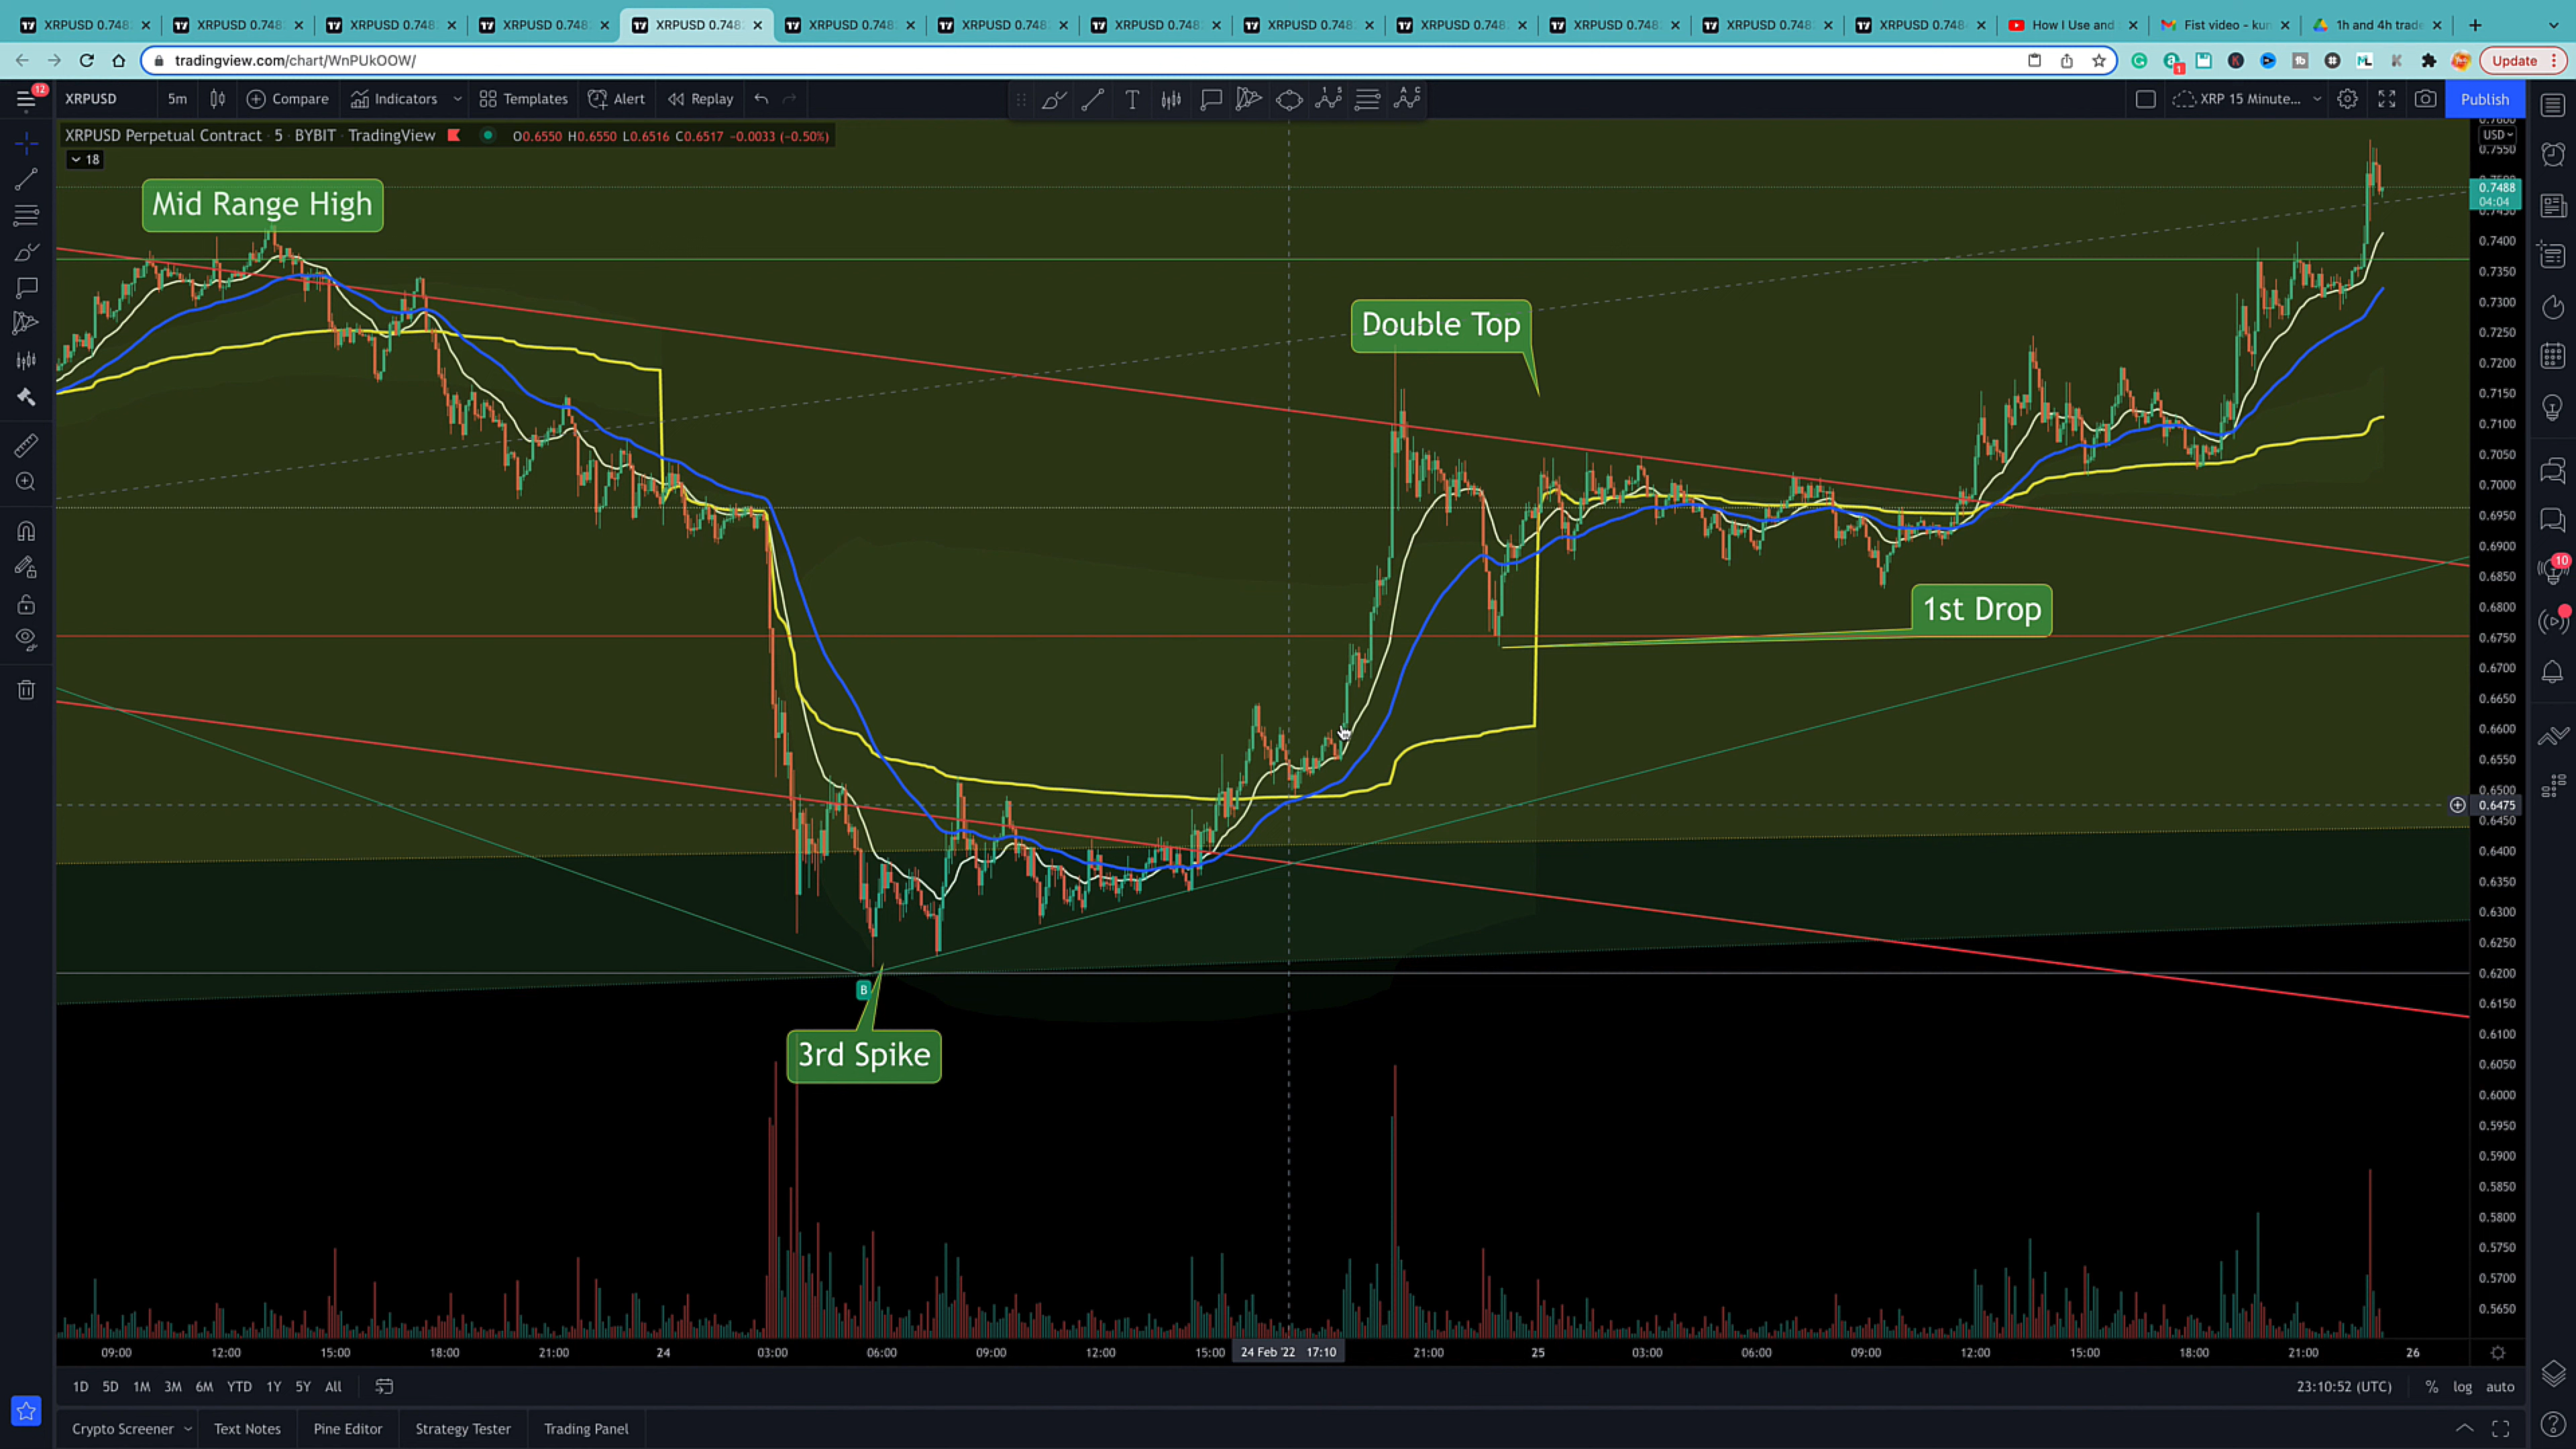 XRPUSD 0.748
XRPUSD 0.748
XRPUSD 0.748
XRPUSD 0.748
XRPUSD 0.748
XRPUSD 0.748
XRPUSD 0.748
XRPUSD 0.748
XRPUSD 0.748
XRPUSD 0.748
XRPUSD 0.748
XRPUSD 0.748
XRPUSD 0.748
How I Use and
Fist video - kun
1h and 4h trade
tradingview.com/chart/WnPUkOOW/
Update
12
XRPUSD 5m Compare Indicators Templates Alert Replay
XRP 15 Minute... Publish
XRPUSD Perpetual Contract · 5 · BYBIT · TradingView O0.6550 H0.6550 L0.6516 C0.6517 −0.0033 (−0.50%)
18
USD
Mid Range High
Double Top
1st Drop
3rd Spike
B
0.7550
0.7488
04:04
0.7450
0.7400
0.7350
0.7300
0.7250
0.7200
0.7150
0.7100
0.7050
0.7000
0.6950
0.6900
0.6850
0.6800
0.6750
0.6700
0.6650
0.6600
0.6550
0.6500
0.6475
0.6450
0.6400
0.6350
0.6300
0.6250
0.6200
0.6150
0.6100
0.6050
0.6000
0.5950
0.5900
0.5850
0.5800
0.5750
0.5700
0.5650
10
09:00 12:00 15:00 18:00 21:00 24 03:00 06:00 09:00 12:00 15:00 24 Feb '22 17:10 21:00 25 03:00 06:00 09:00 12:00 15:00 18:00 21:00 26
1D 5D 1M 3M 6M YTD 1Y 5Y All
23:10:52 (UTC) % log auto
Crypto Screener Text Notes Pine Editor Strategy Tester Trading Panel